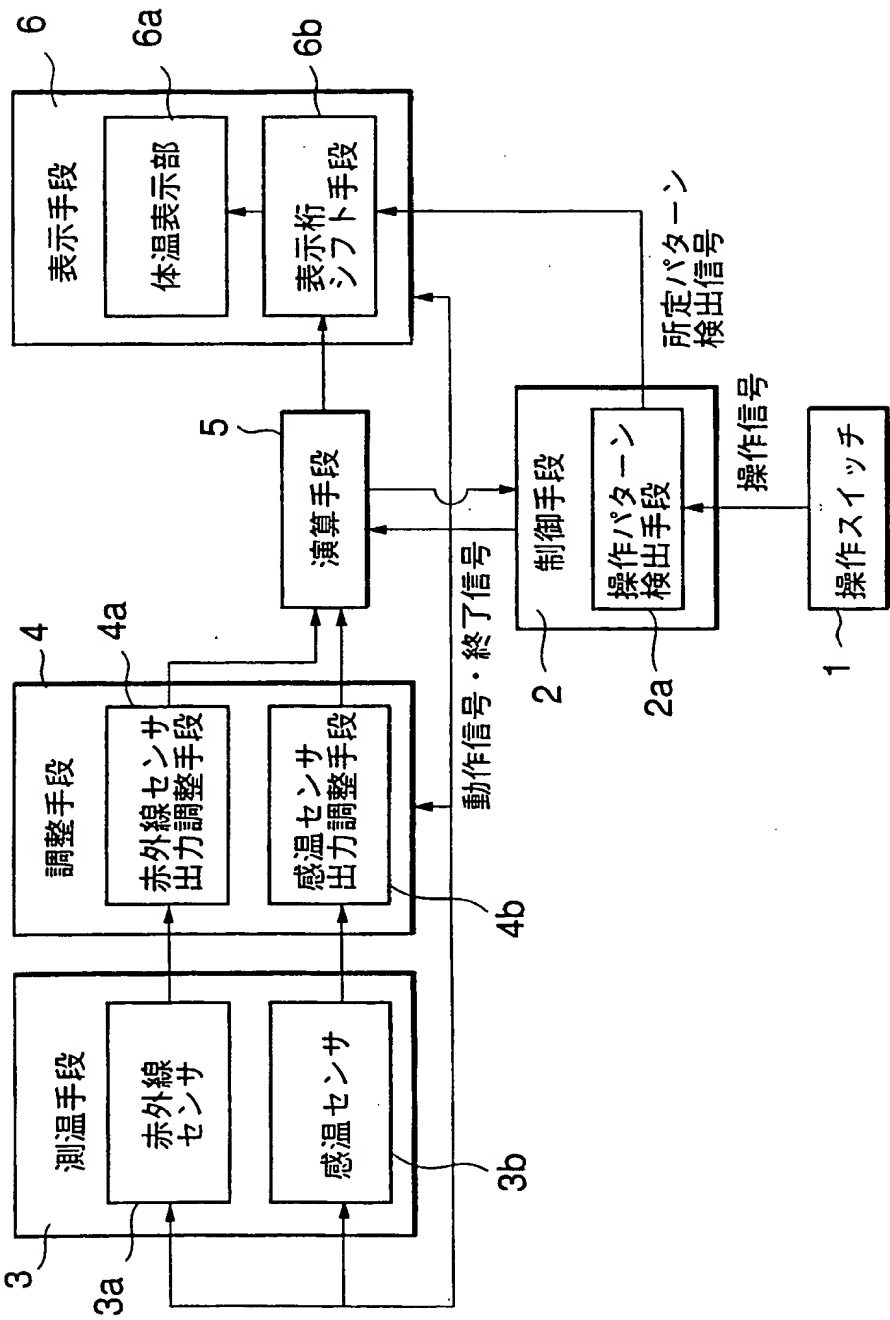 3
測温手段
3a
赤外線
センサ
感温センサ
3b
4
調整手段
4a
赤外線センサ
出力調整手段
感温センサ
出力調整手段
4b
5
演算手段
6
表示手段
6a
体温表示部
6b
表示桁
シフト手段
動作信号・終了信号
2
制御手段
操作パターン
検出手段
2a
所定パターン
検出信号
操作信号
1
操作スイッチ